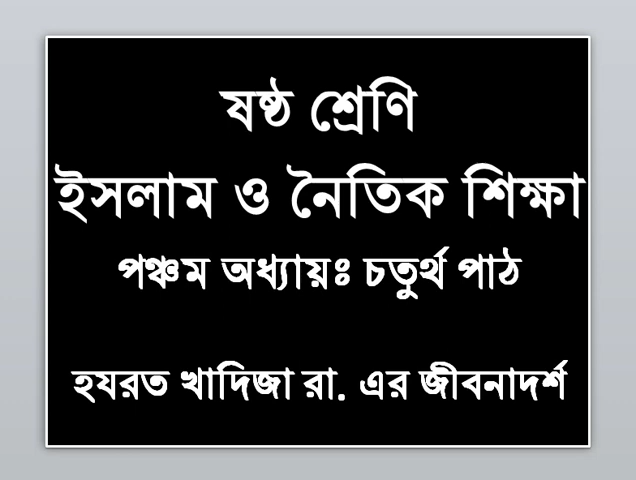 ষষ্ঠ শ্রেণি
ইসলাম ও নৈতিক শিক্ষা
পঞ্চম অধ্যায়ঃ চতুর্থ পাঠ
হযরত খাদিজা রা. এর জীবনাদর্শ